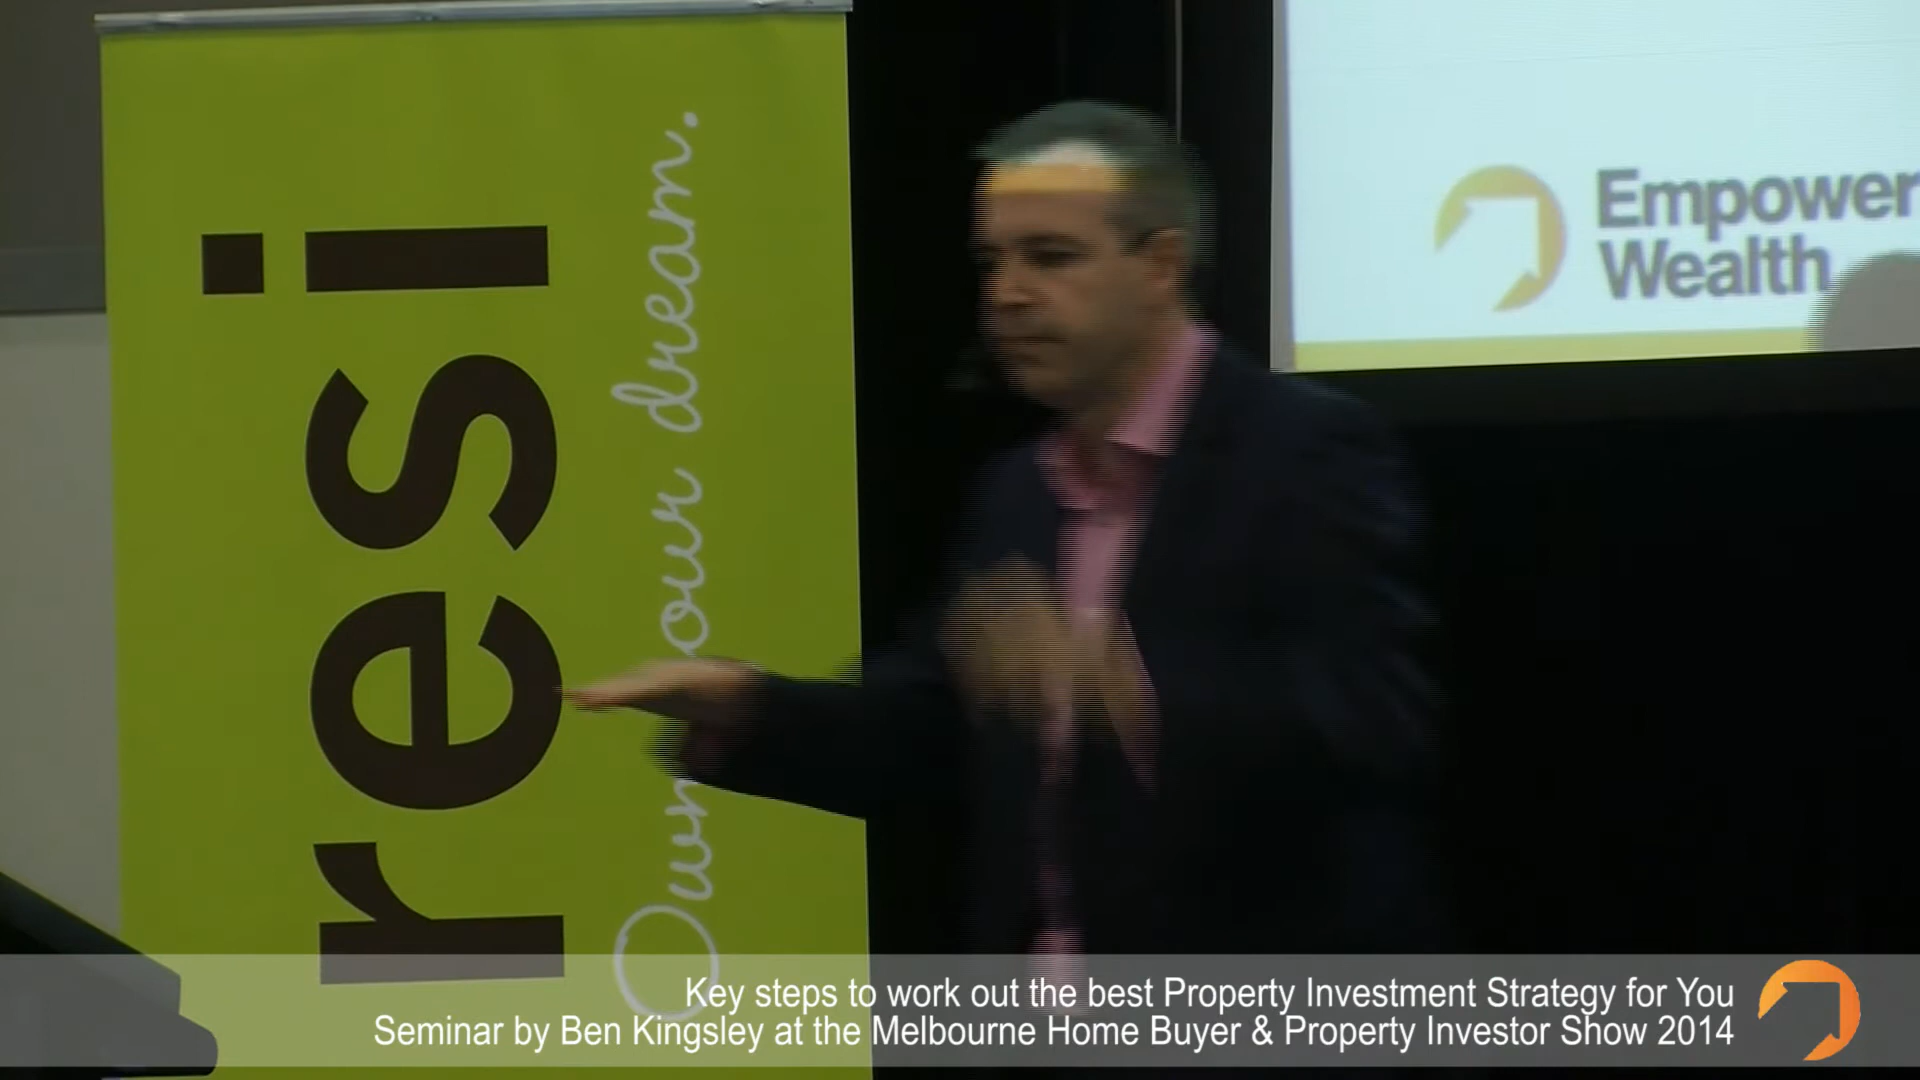 resi
Own your dream.
Empower
Wealth
Key steps to work out the best Property Investment Strategy for You
Seminar by Ben Kingsley at the Melbourne Home Buyer & Property Investor Show 2014